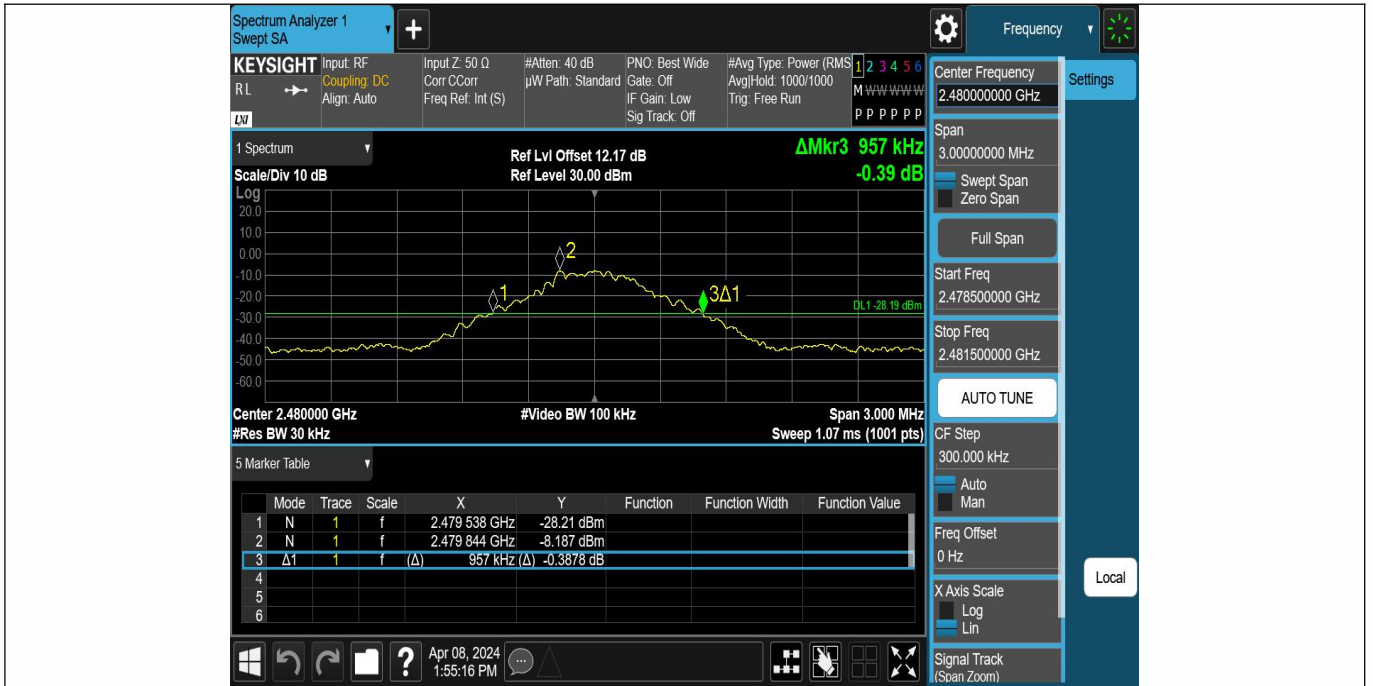 Spectrum Analyzer 1
Swept SA
+
Frequency
KEYSIGHT
RL
LXI
Input: RF
Coupling: DC
Align: Auto
Input Z: 50 Ω
Corr CCorr
Freq Ref: Int (S)
#Atten: 40 dB
µW Path: Standard
PNO: Best Wide
Gate: Off
IF Gain: Low
Sig Track: Off
#Avg Type: Power (RMS
Avg|Hold: 1000/1000
Trig: Free Run
1 2 3 4 5 6
M W W W W W
P P P P P P
1 Spectrum
Scale/Div 10 dB
Ref Lvl Offset 12.17 dB
Ref Level 30.00 dBm
ΔMkr3 957 kHz
-0.39 dB
Log
20.0
10.0
0.00
-10.0
-20.0
-30.0
-40.0
-50.0
-60.0
1
2
3Δ1
DL1 -28.19 dBm
Center 2.480000 GHz
#Video BW 100 kHz
Span 3.000 MHz
#Res BW 30 kHz
Sweep 1.07 ms (1001 pts)
5 Marker Table
Mode Trace Scale X Y Function Function Width Function Value
1 N 1 f 2.479 538 GHz -28.21 dBm
2 N 1 f 2.479 844 GHz -8.187 dBm
3 Δ1 1 f (Δ) 957 kHz (Δ) -0.3878 dB
4
5
6
?
Apr 08, 2024
1:55:16 PM
Center Frequency
2.480000000 GHz
Span
3.00000000 MHz
Swept Span
Zero Span
Full Span
Start Freq
2.478500000 GHz
Stop Freq
2.481500000 GHz
AUTO TUNE
CF Step
300.000 kHz
Auto
Man
Freq Offset
0 Hz
X Axis Scale
Log
Lin
Signal Track
(Span Zoom)
Settings
Local